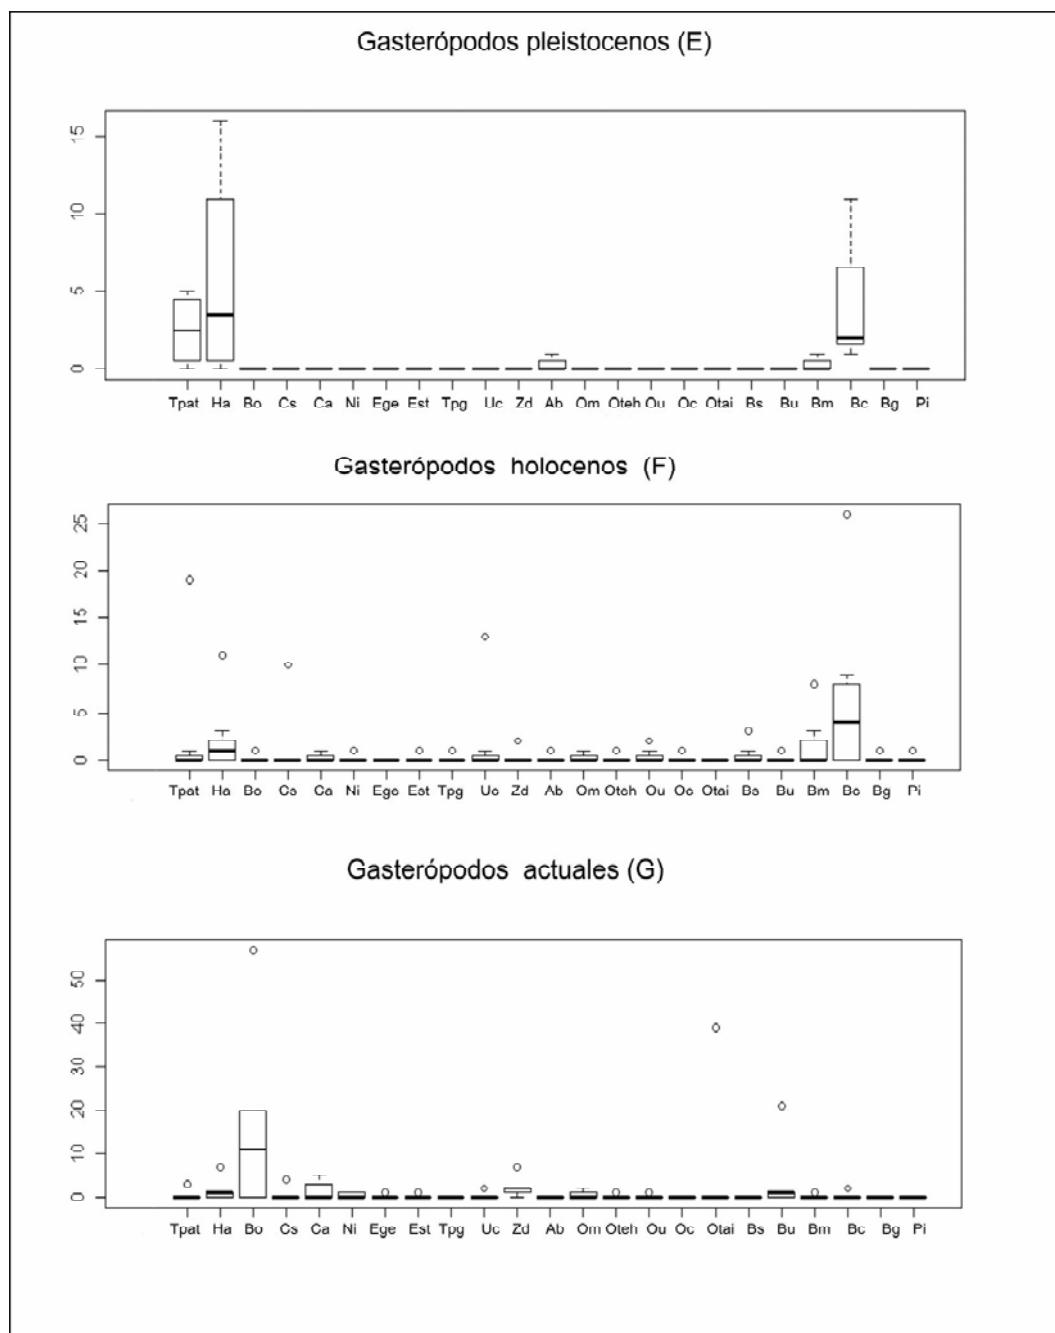 Gasterópodos pleistocenos (E)
15
10
5
0
Tpat Ha Bo Cs Ca Ni Ege Est Tpg Uc Zd Ab Om Oteh Ou Oc Otai Bs Bu Bm Bc Bg Pi
Gasterópodos holocenos (F)
25
20
15
10
5
0
Tpat Ha Bo Cs Ca Ni Ege Est Tpg Uc Zd Ab Om Oteh Ou Oc Otai Bs Bu Bm Bc Bg Pi
Gasterópodos actuales (G)
50
40
30
20
10
0
Tpat Ha Bo Cs Ca Ni Ege Est Tpg Uc Zd Ab Om Oteh Ou Oc Otai Bs Bu Bm Bc Bg Pi